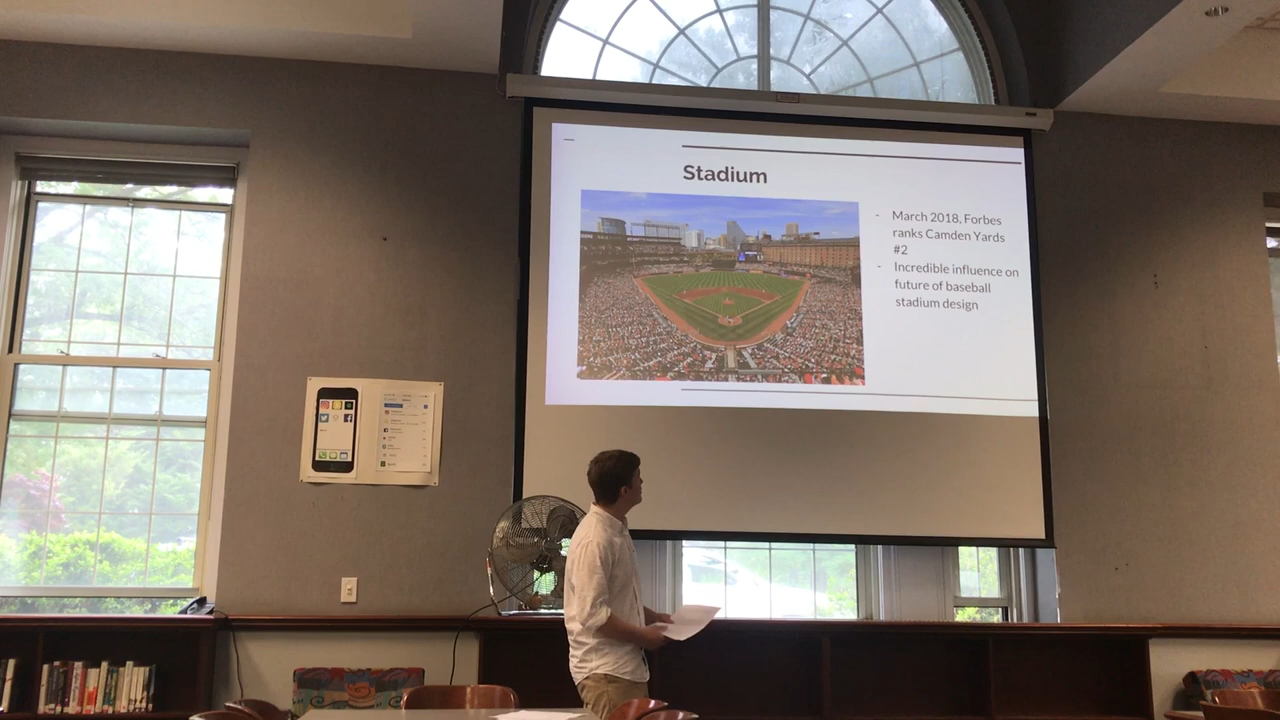 Stadium
- March 2018, Forbes
ranks Camden Yards
#2
- Incredible influence on
future of baseball
stadium design